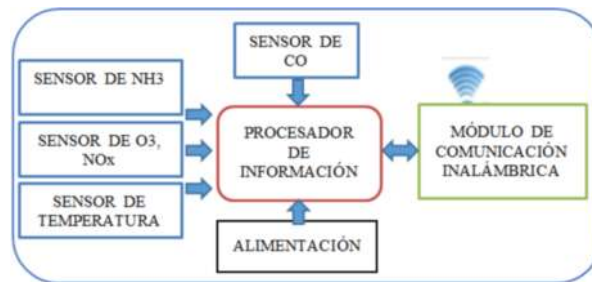 SENSOR DE
CO
SENSOR DE NH3
SENSOR DE O3,
NOx
SENSOR DE
TEMPERATURA
PROCESADOR
DE
INFORMACIÓN
MÓDULO DE
COMUNICACIÓN
INALÁMBRICA
ALIMENTACIÓN